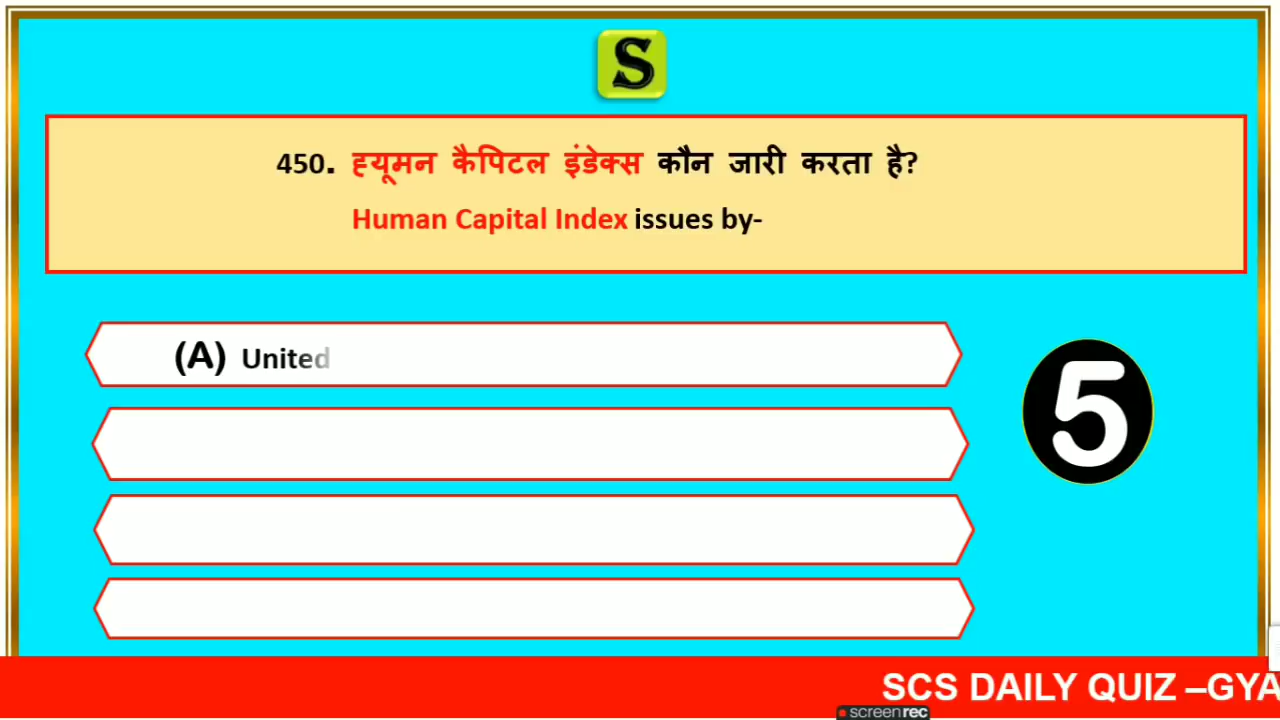 S
450. ह्यूमन कैपिटल इंडेक्स कौन जारी करता है?
Human Capital Index issues by-
(A) United
5
SCS DAILY QUIZ –GYA
screenrec